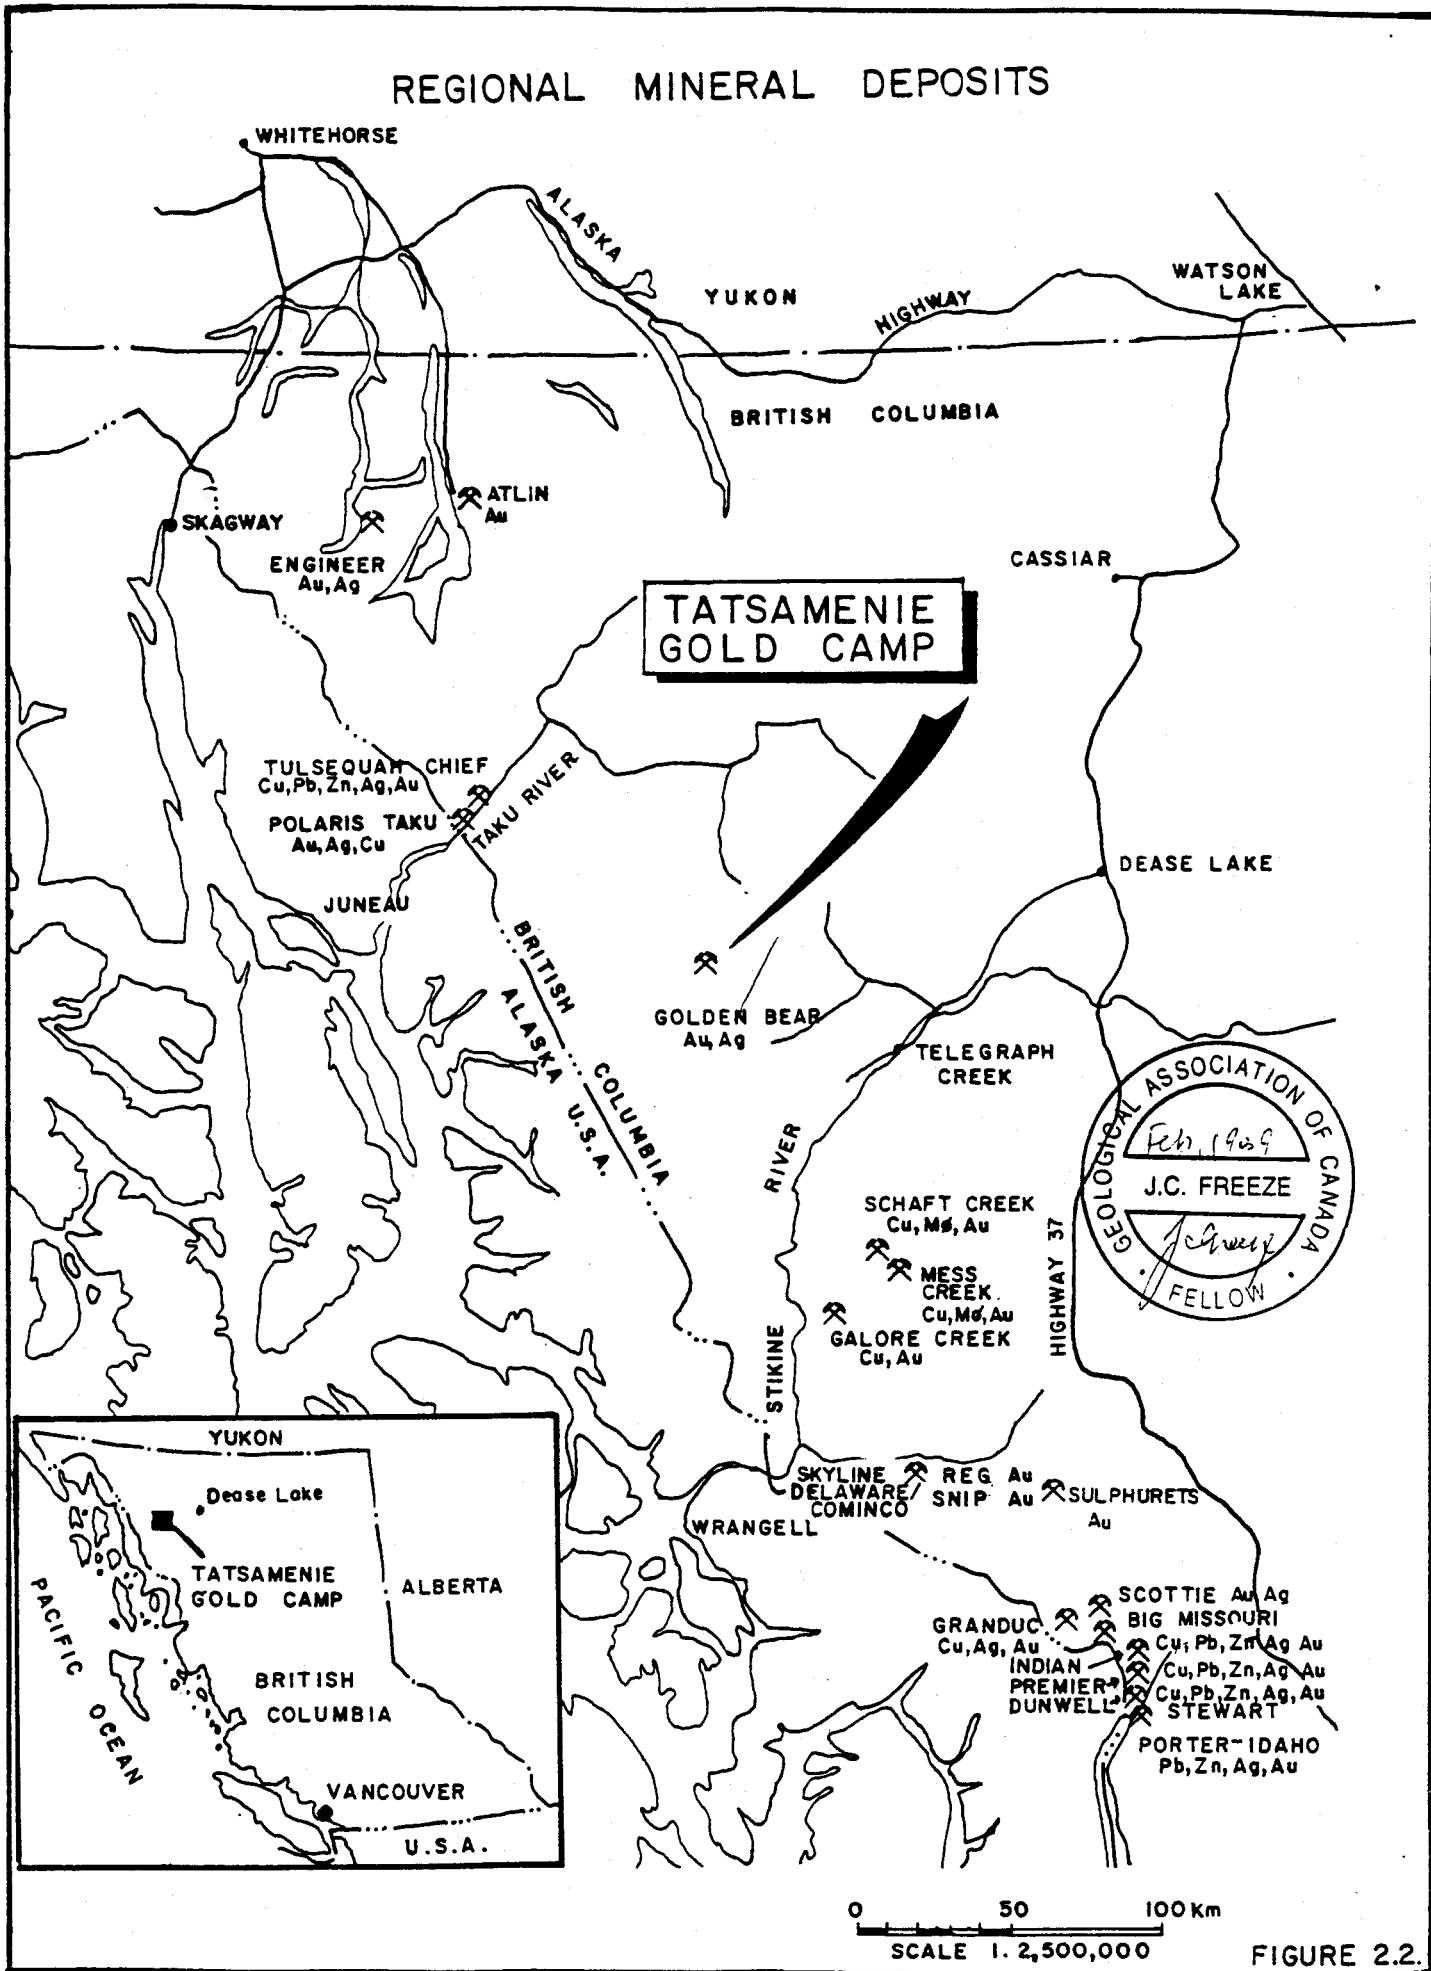 REGIONAL MINERAL DEPOSITS
WHITEHORSE
ALASKA
HIGHWAY
YUKON
WATSON
LAKE
BRITISH COLUMBIA
ATLIN
Au
SKAGWAY
ENGINEER
Au, Ag
CASSIAR
TATSAMENIE
GOLD CAMP
TULSEQUAH CHIEF
Cu, Pb, Zn, Ag, Au
POLARIS TAKU
Au, Ag, Cu
TAKU RIVER
DEASE LAKE
JUNEAU
BRITISH COLUMBIA
ALASKA U.S.A.
GOLDEN BEAR
Au, Ag
TELEGRAPH
CREEK
GEOLOGICAL ASSOCIATION OF CANADA
Feb, 1989
J.C. FREEZE
FELLOW
STIKINE RIVER
SCHAFT CREEK
Cu, Mo, Au
MESS
CREEK.
Cu, Mo, Au
GALORE CREEK
Cu, Au
HIGHWAY 37
SKYLINE
DELAWARE/
COMINCO
REG Au
SNIP Au
SULPHURETS
Au
WRANGELL
SCOTTIE Au Ag
BIG MISSOURI
GRANDUC
Cu, Ag, Au
Cu, Pb, Zn Ag Au
INDIAN
Cu, Pb, Zn, Ag Au
PREMIER
Cu, Pb, Zn, Ag, Au
DUNWELL
STEWART
PORTER-IDAHO
Pb, Zn, Ag, Au
YUKON
Dease Lake
TATSAMENIE
GOLD CAMP
ALBERTA
PACIFIC OCEAN
BRITISH
COLUMBIA
VANCOUVER
U.S.A.
0 50 100 Km
SCALE 1:2,500,000
FIGURE 2.2.